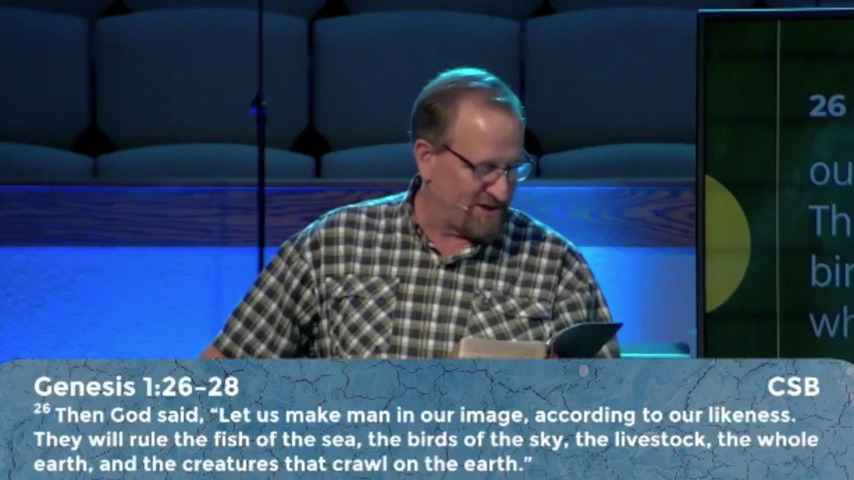 26
ou
Th
bir
wh
Genesis 1:26-28
CSB
26 Then God said, “Let us make man in our image, according to our likeness.
They will rule the fish of the sea, the birds of the sky, the livestock, the whole
earth, and the creatures that crawl on the earth.”